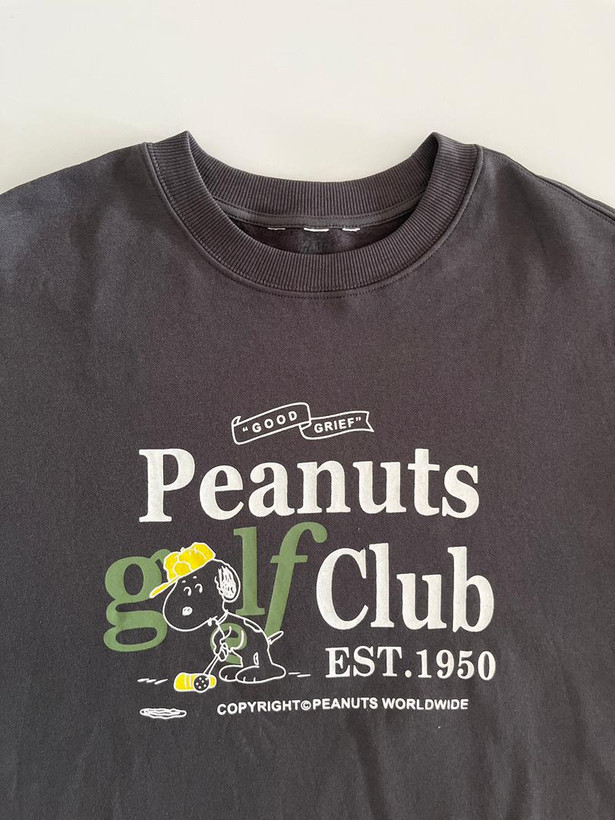 "GOOD GRIEF"
Peanuts
golf Club
EST.1950
COPYRIGHT©PEANUTS WORLDWIDE